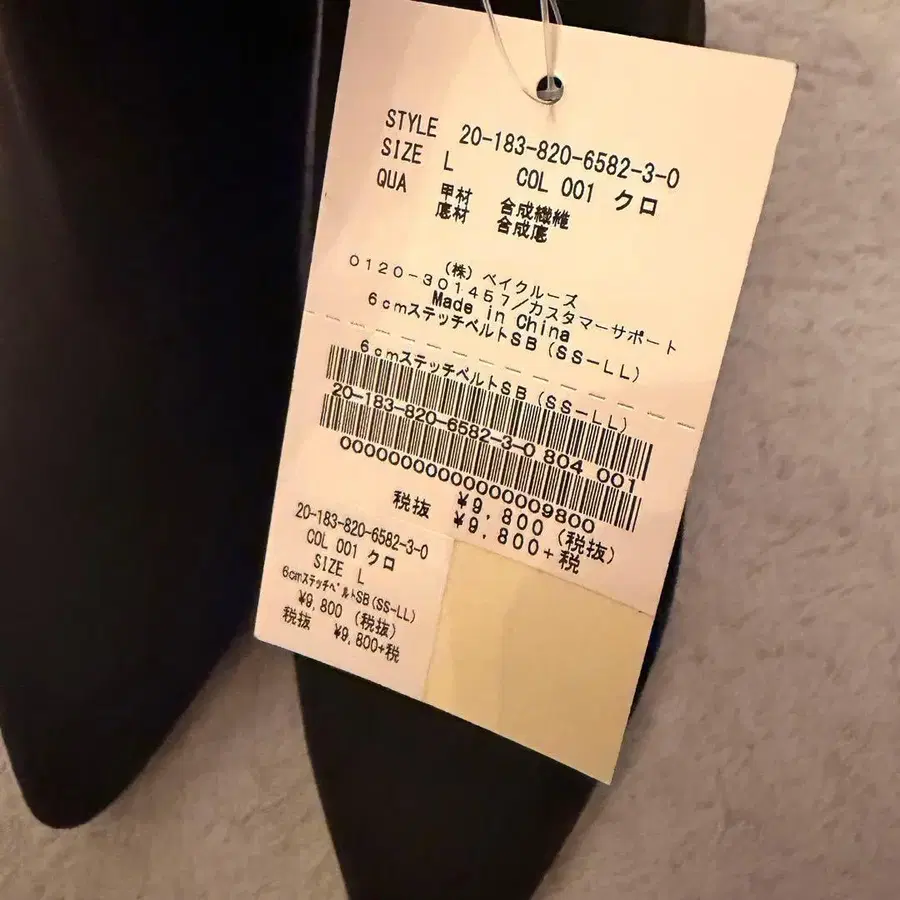 STYLE 20-183-820-6582-3-0
SIZE L COL 001 クロ
QUA 甲材 合成繊維
底材 合成底
(株) ベイクルーズ
0120-301457/カスタマーサポート
Made in China
6cmステッチベルトSB(SS-LL)
6cmステッチベルトSB(SS-LL)
20-183-820-6582-3-0 804 001
税抜 ¥9,800 (税抜)
¥9,800+税
20-183-820-6582-3-0
COL 001 クロ
SIZE L
6cmステッチベルトSB(SS-LL)
¥9,800 (税抜)
税抜 ¥9,800+税